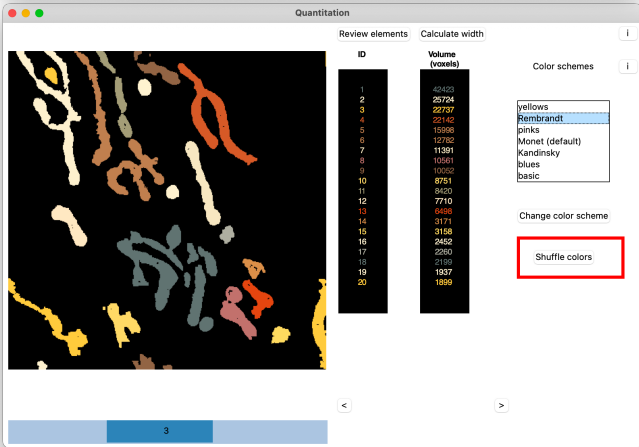 Quantitation
Review elements Calculate width i
ID Volume
(voxels)
Color schemes i
1 42423
2 25724
3 22737
4 22142
5 15998
6 12782
7 11391
8 10561
9 10052
10 8751
11 8420
12 7710
13 6498
14 3171
15 3158
16 2452
17 2260
18 2199
19 1937
20 1899
yellows
Rembrandt
pinks
Monet (default)
Kandinsky
blues
basic
Change color scheme
Shuffle colors
< >
3